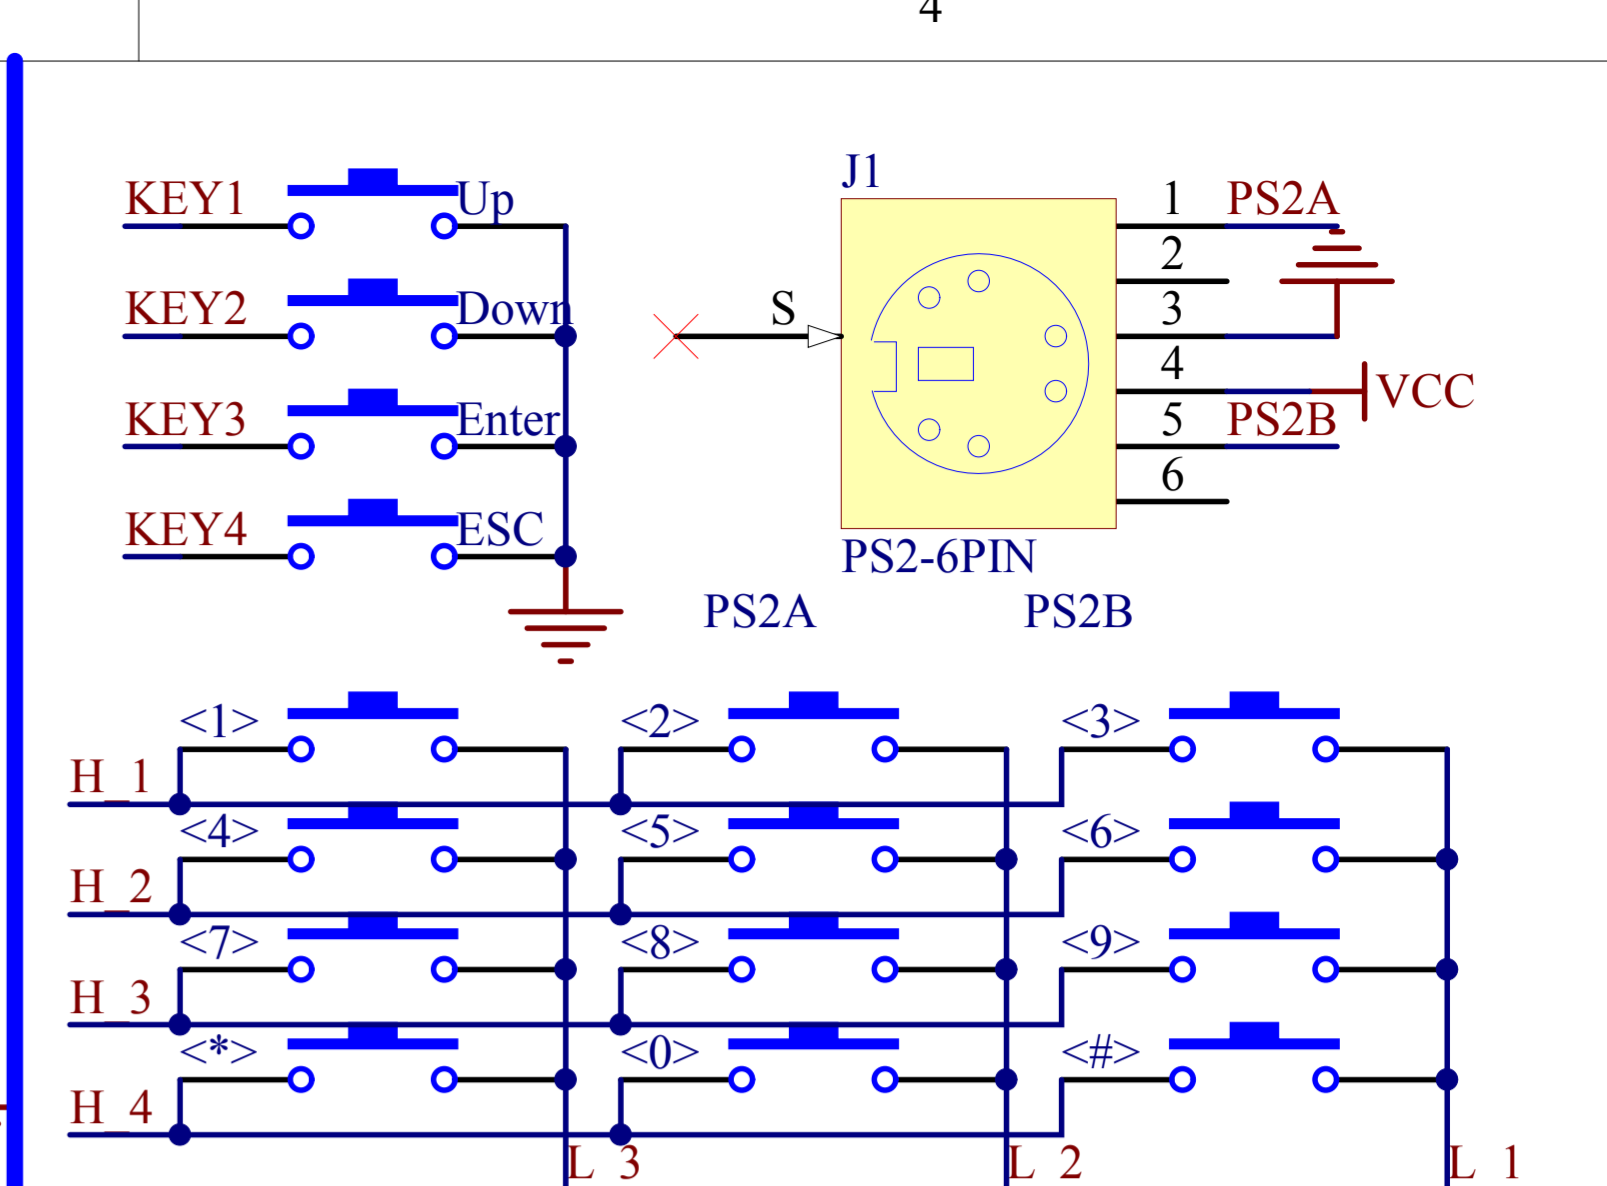 4
J1
KEY1 Up 1 PS2A
2
KEY2 Down S 3
4 VCC
KEY3 Enter 5 PS2B
6
KEY4 ESC
PS2-6PIN
PS2A PS2B
<1> <2> <3>
H_1
<4> <5> <6>
H_2
<7> <8> <9>
H_3
<*> <0> <#>
H_4
L_3 L_2 L_1